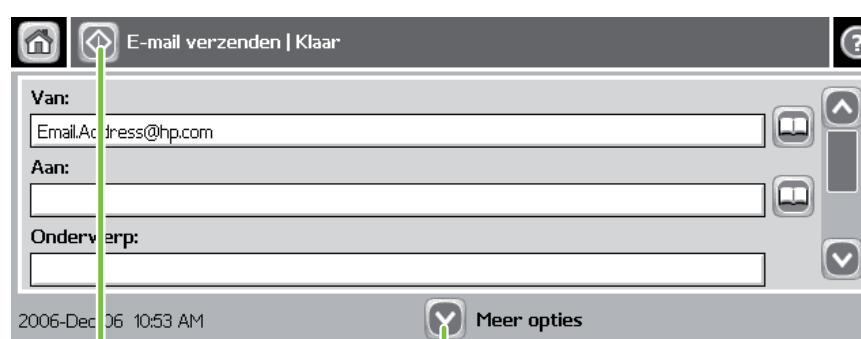 E-mail verzenden | Klaar
Van:
Email.Address@hp.com
Aan:
Onderwerp:
2006-Dec 06 10:53 AM
Meer opties